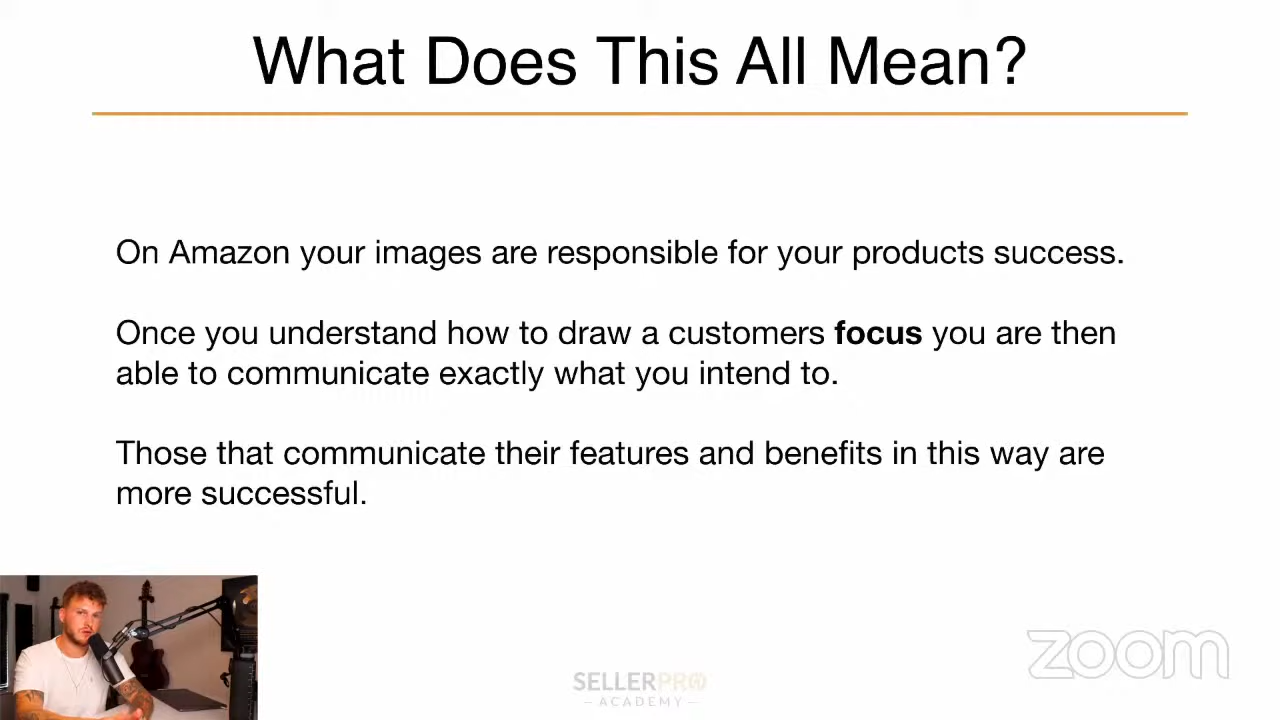 What Does This All Mean?
On Amazon your images are responsible for your products success.
Once you understand how to draw a customers focus you are then
able to communicate exactly what you intend to.
Those that communicate their features and benefits in this way are
more successful.
zoom
SELLERPRO
ACADEMY